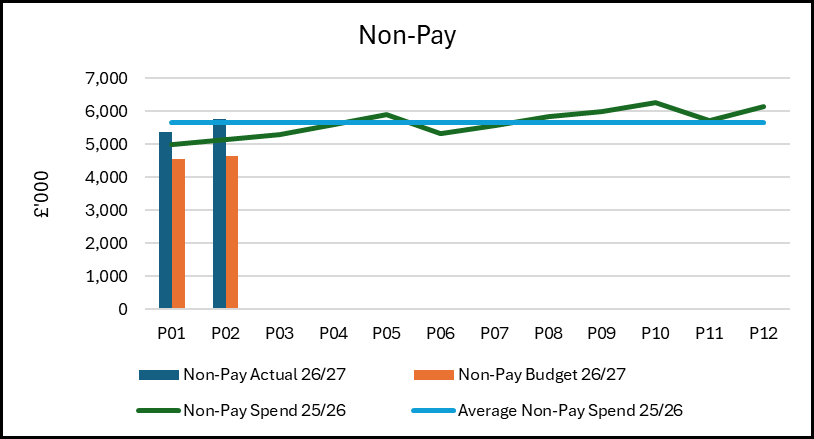 Non-Pay
7,000
6,000
5,000
4,000
3,000
2,000
1,000
0
£'000
P01 P02 P03 P04 P05 P06 P07 P08 P09 P10 P11 P12
Non-Pay Actual 26/27 Non-Pay Budget 26/27
Non-Pay Spend 25/26 Average Non-Pay Spend 25/26